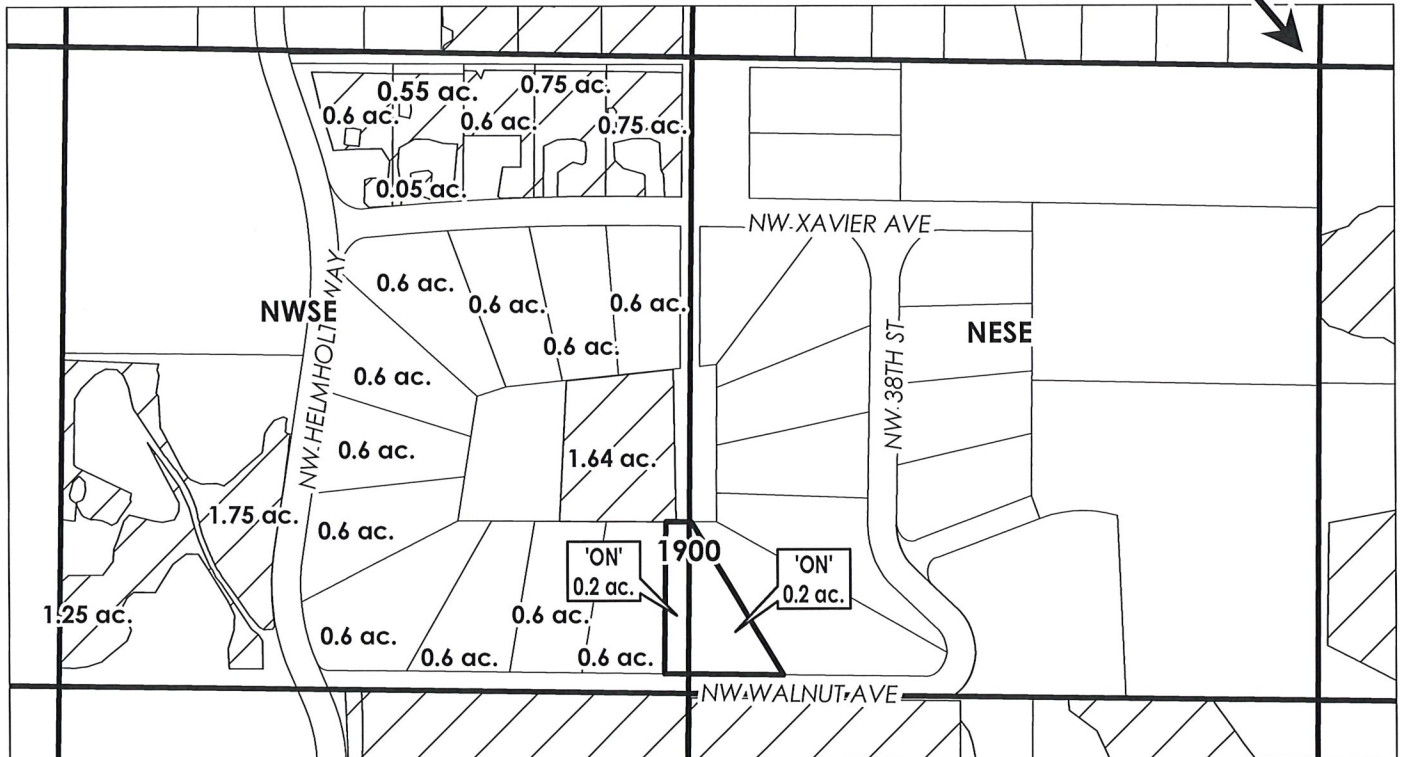 0.55 ac.
0.75 ac.
0.6 ac.
0.6 ac.
0.75 ac.
0.05 ac.
NW XAVIER AVE
0.6 ac.
0.6 ac.
0.6 ac.
NWSE
NW HELMHOLTZ WAY
0.6 ac.
NESE
0.6 ac.
NW 38TH ST
0.6 ac.
1.64 ac.
1.75 ac.
0.6 ac.
1900
'ON'
0.2 ac.
'ON'
0.2 ac.
1.25 ac.
0.6 ac.
0.6 ac.
0.6 ac.
0.6 ac.
NW WALNUT AVE